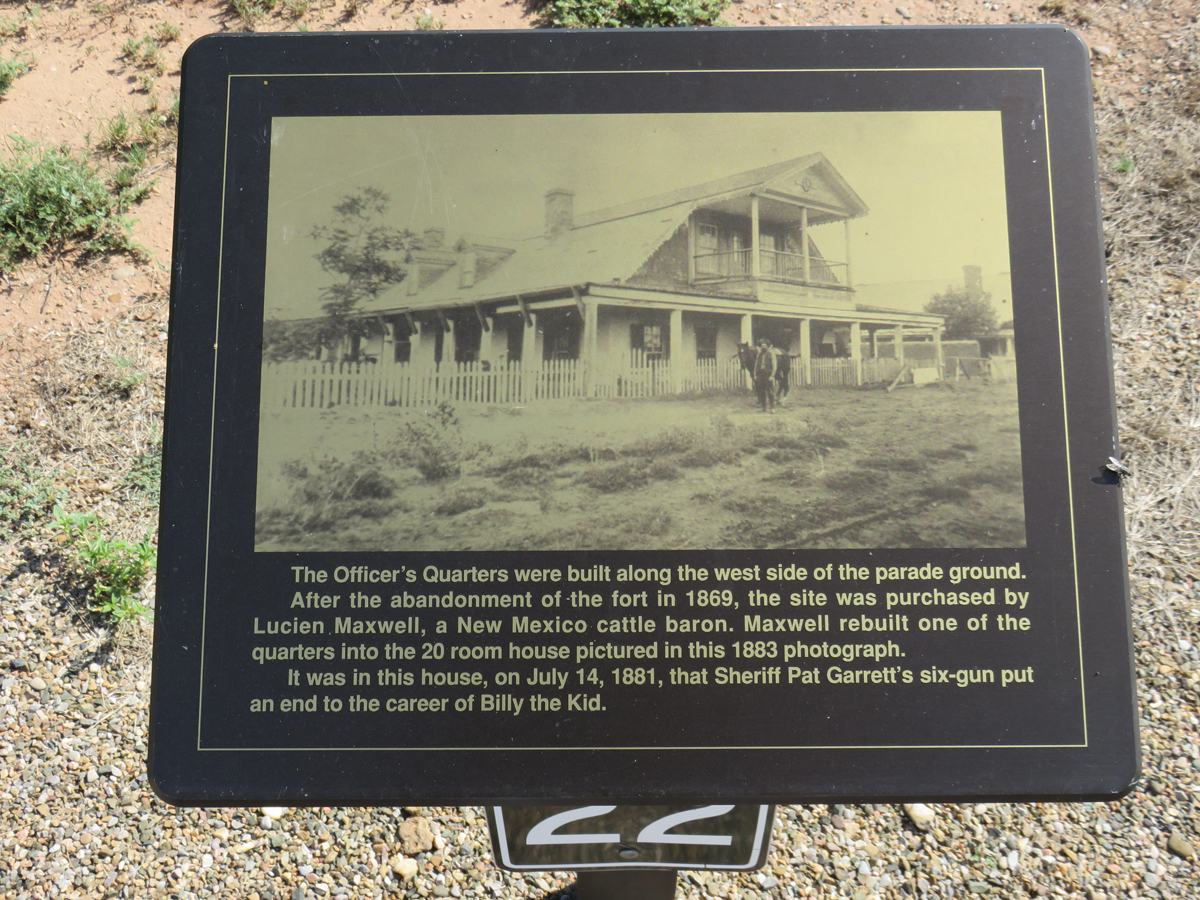 The Officer's Quarters were built along the west side of the parade ground.
After the abandonment of the fort in 1869, the site was purchased by
Lucien Maxwell, a New Mexico cattle baron. Maxwell rebuilt one of the
quarters into the 20 room house pictured in this 1883 photograph.
It was in this house, on July 14, 1881, that Sheriff Pat Garrett's six-gun put
an end to the career of Billy the Kid.
22